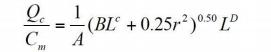 Q_c / C_m = 1 / A (BL^c + 0.25r^2)^0.50 L^D